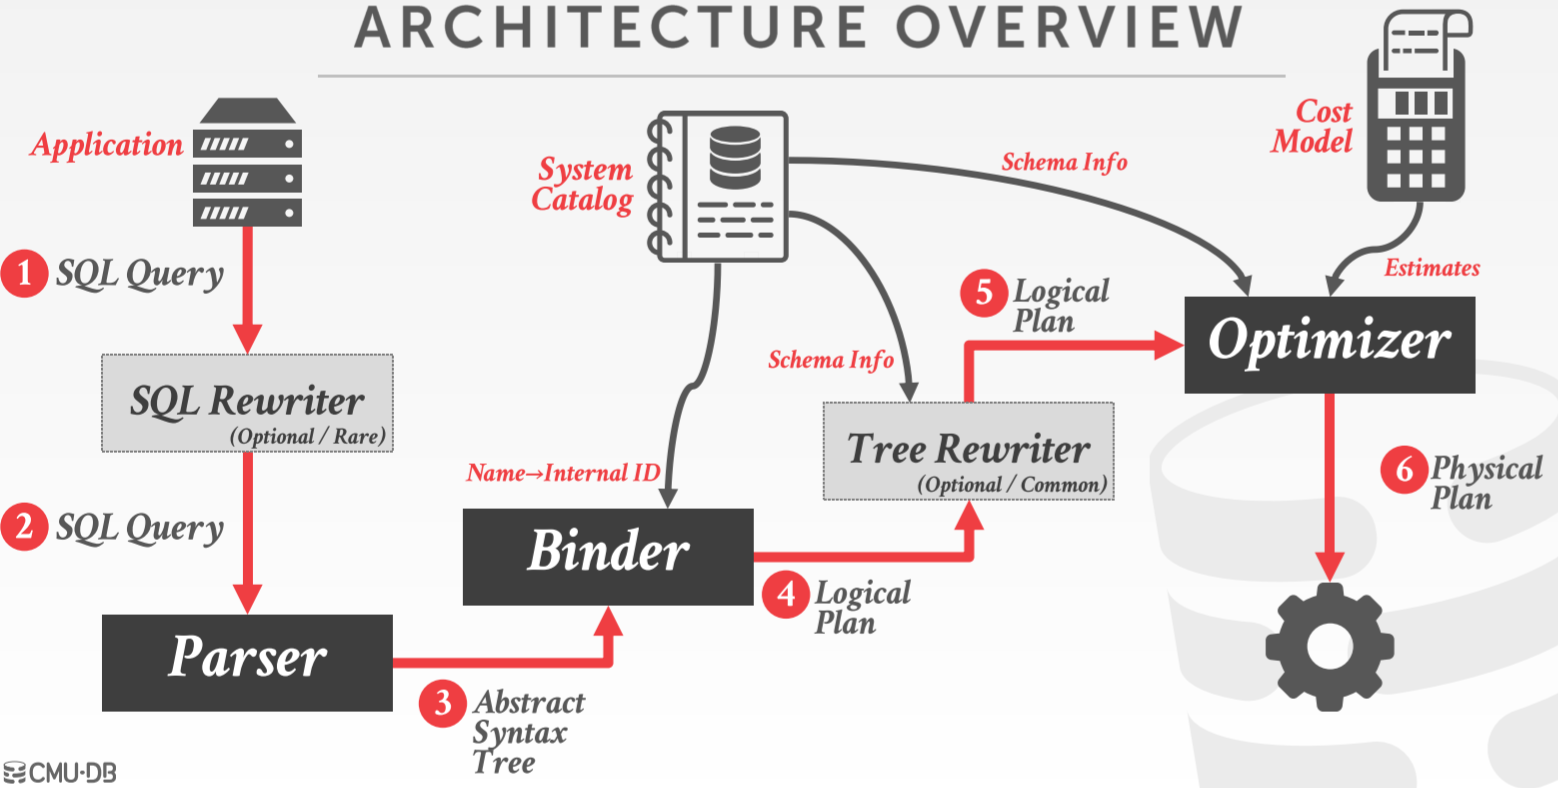 ARCHITECTURE OVERVIEW
Application
1 SQL Query
SQL Rewriter
(Optional / Rare)
2 SQL Query
Parser
3 Abstract
Syntax
Tree
System
Catalog
Name→Internal ID
Binder
4 Logical
Plan
Schema Info
Tree Rewriter
(Optional / Common)
5 Logical
Plan
Schema Info
Cost
Model
Estimates
Optimizer
6 Physical
Plan
CMU·DB